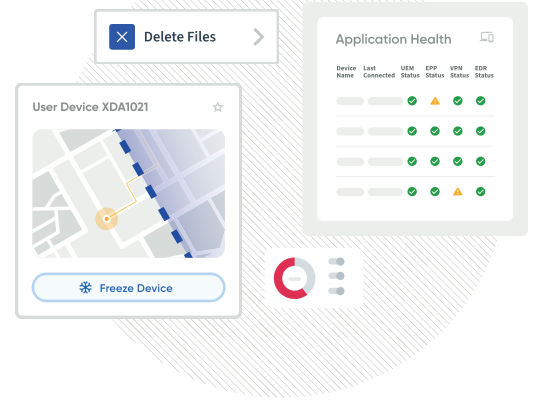 Delete Files
Application Health
Device Name
Last Connected
UEM Status
EPP Status
VPN Status
EDR Status
User Device XDA1021
Freeze Device